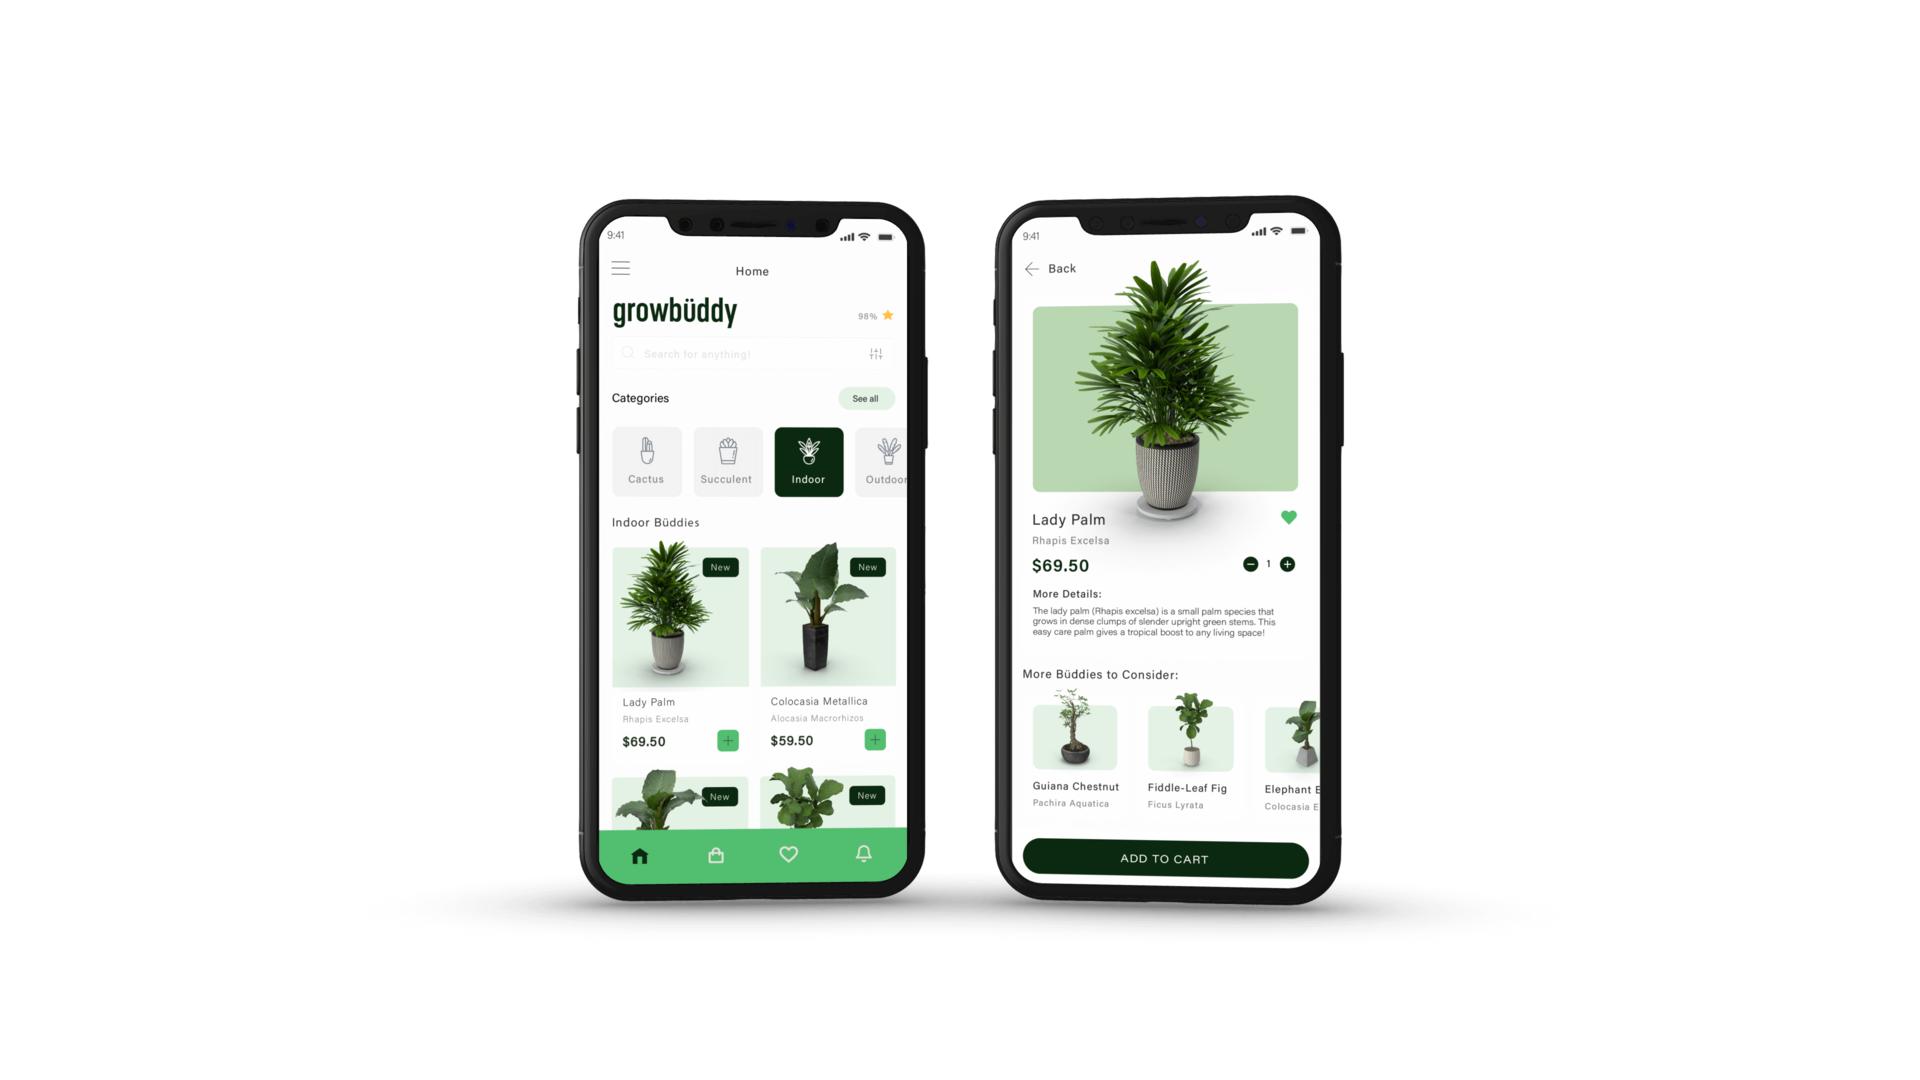 9:41
Home
growbüddy
98%
Search for anything!
Categories
See all
Cactus
Succulent
Indoor
Outdoor
Indoor Büddies
New
New
Lady Palm
Colocasia Metallica
Rhapis Excelsa
Alocasia Macrorhizos
$69.50
$59.50
New
New
9:41
Back
Lady Palm
Rhapis Excelsa
$69.50
1
More Details:
The lady palm (Rhapis excelsa) is a small palm species that
grows in dense clumps of slender upright green stems. This
easy care palm gives a tropical boost to any living space!
More Büddies to Consider:
Guiana Chestnut
Fiddle-Leaf Fig
Elephant E
Pachira Aquatica
Ficus Lyrata
Colocasia E
ADD TO CART